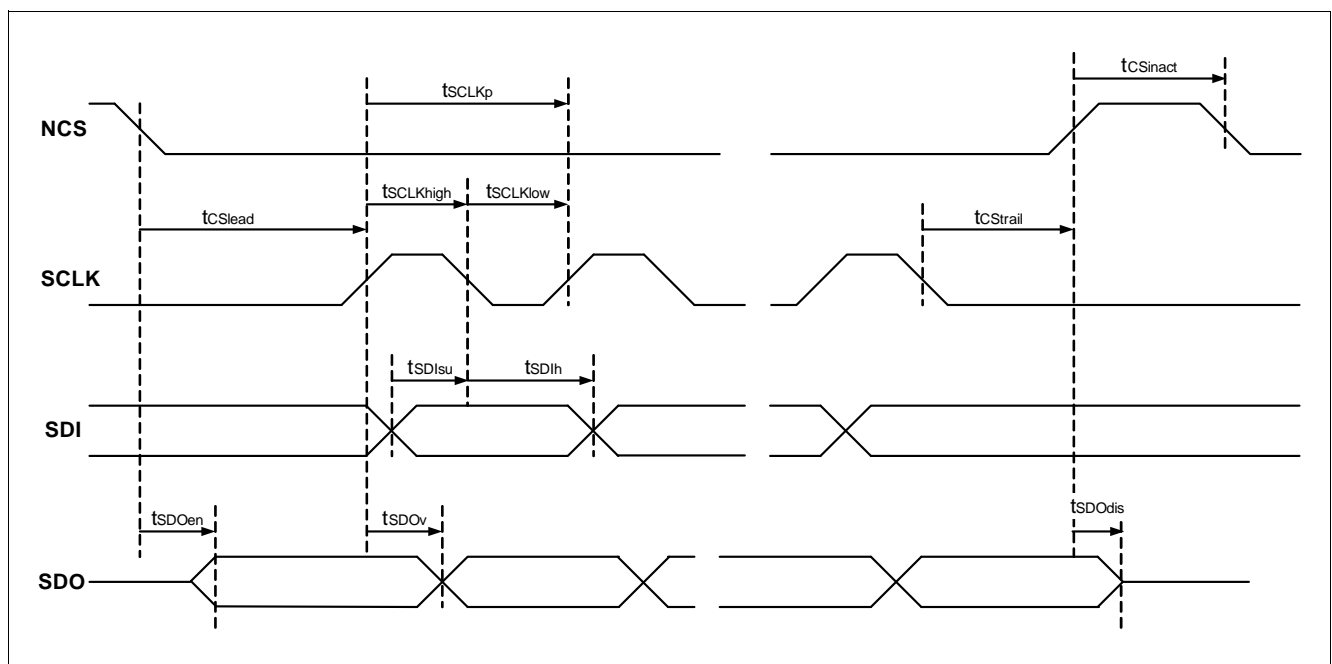 tCSinact
tSCLKp
NCS
tSCLKhigh
tSCLKlow
tCSlead
tCStrail
SCLK
tSDIsu
tSDIh
SDI
tSDOen
tSDOv
tSDOdis
SDO